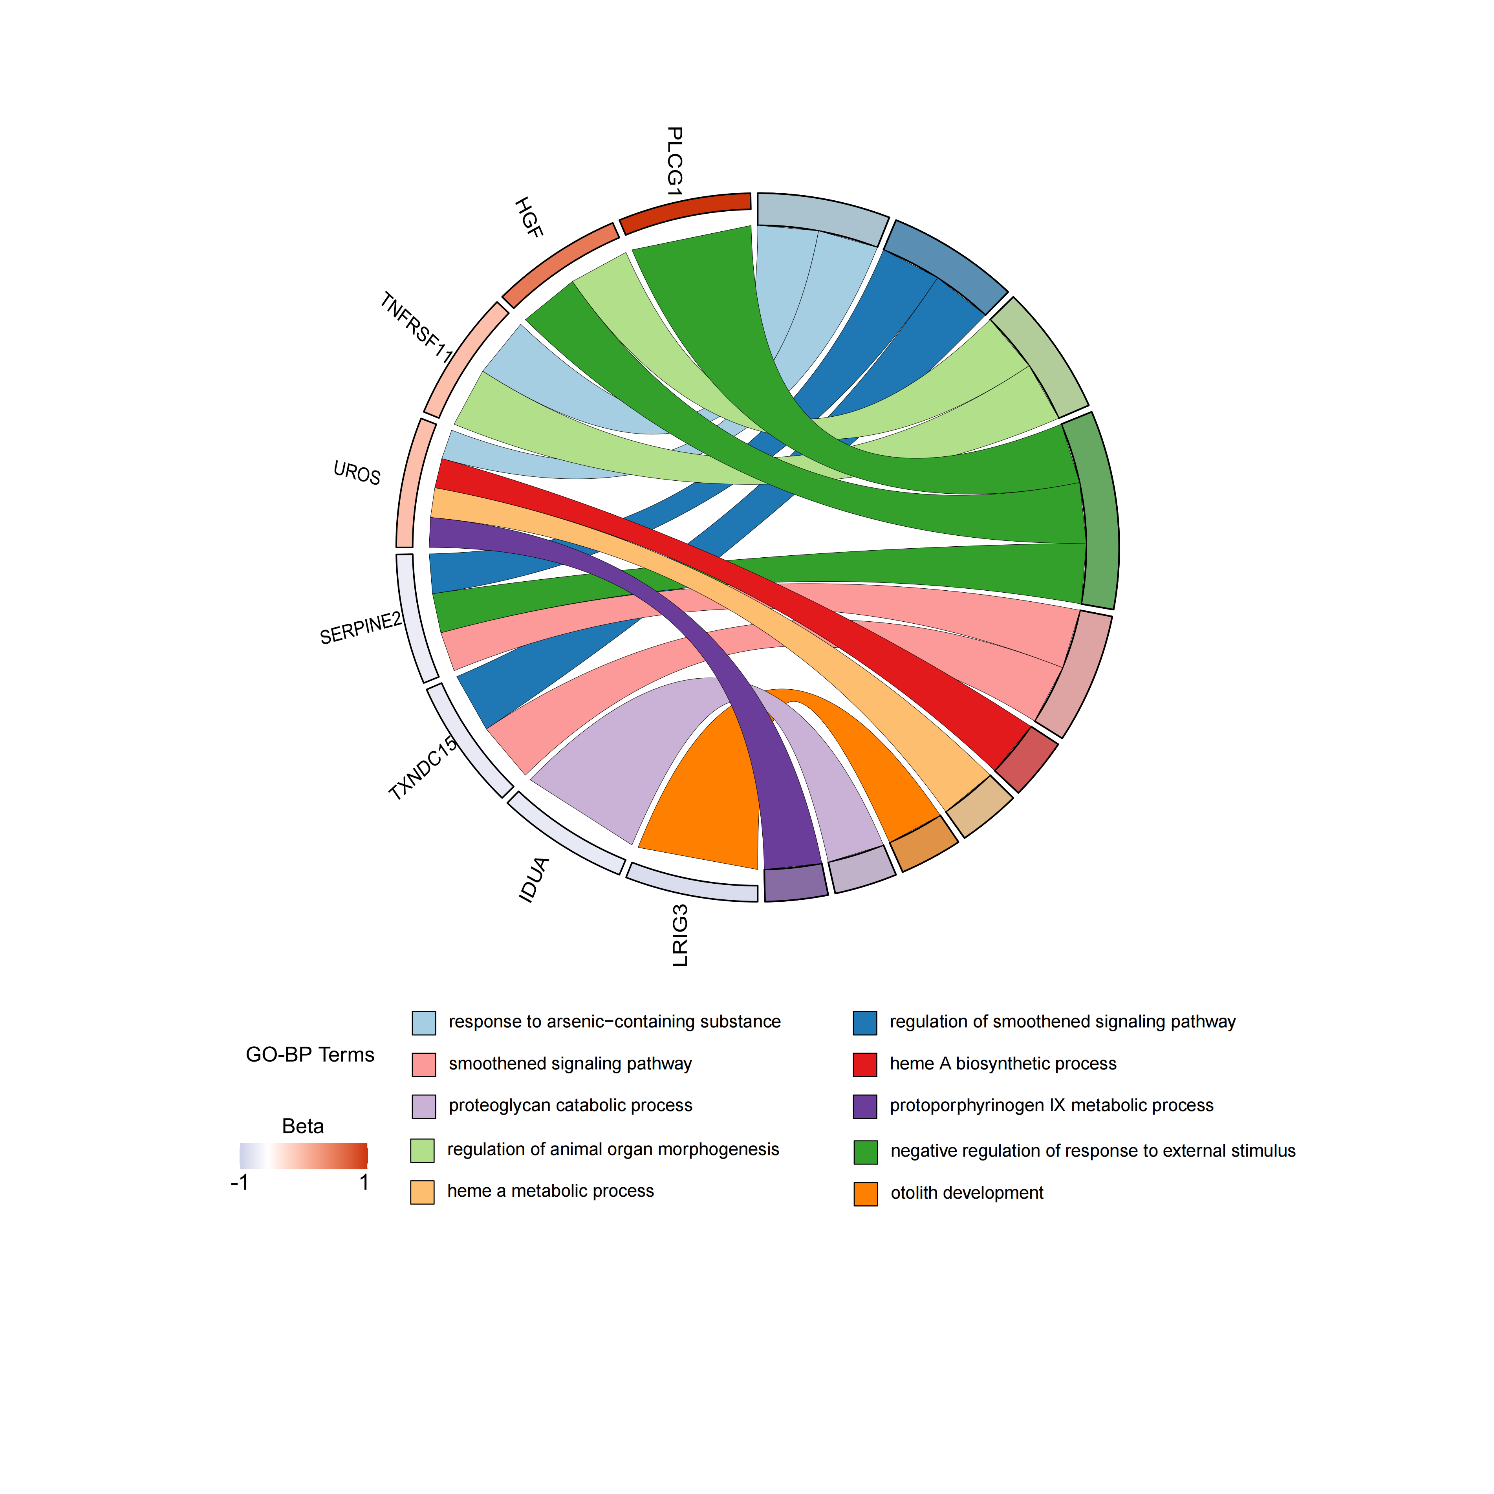 PLCG1
HGF
TNFRSF11
UROS
SERPINE2
TXNDC15
IDUA
LRIG3
response to arsenic−containing substance
regulation of smoothened signaling pathway
GO-BP Terms
smoothened signaling pathway
heme A biosynthetic process
proteoglycan catabolic process
protoporphyrinogen IX metabolic process
Beta
regulation of animal organ morphogenesis
negative regulation of response to external stimulus
-1 1
heme a metabolic process
otolith development